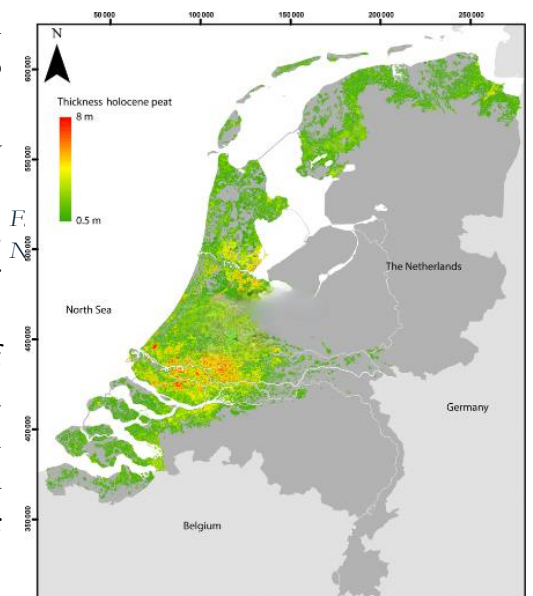 50 000 100 000 150 000 200 000 250 000
N
600 000
Thickness holocene peat
8 m
0.5 m
550 000
F.
N
500 000
The Netherlands
North Sea
450 000
Germany
400 000
350 000
Belgium